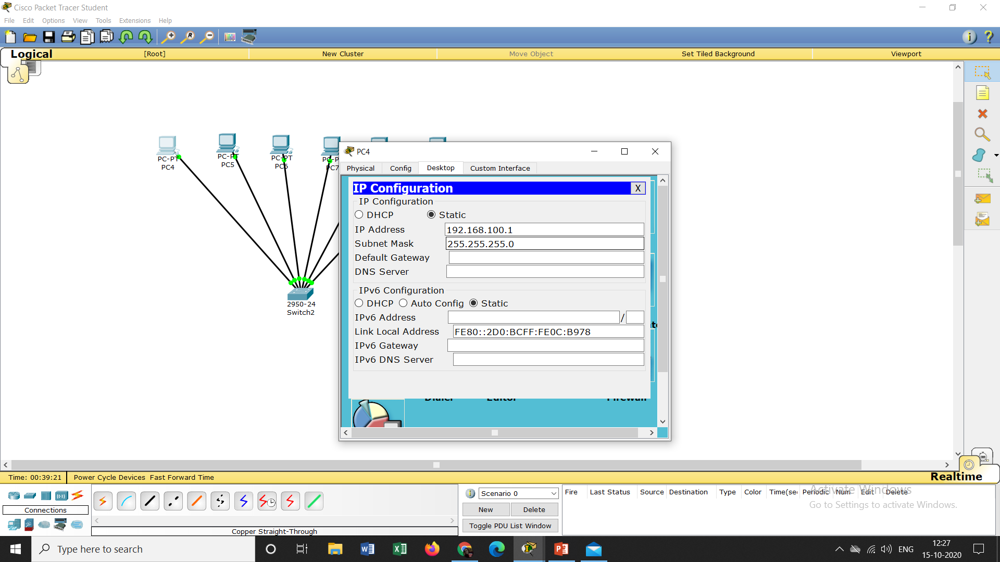 Cisco Packet Tracer Student
File Edit Options View Tools Extensions Help
Logical [Root] New Cluster Move Object Set Tiled Background Viewport
PC-PT
PC4
PC-PT
PC5
PC-PT
PC6
PC-P
PC7
2950-24
Switch2
PC4
Physical Config Desktop Custom Interface
IP Configuration X
IP Configuration
DHCP Static
IP Address 192.168.100.1
Subnet Mask 255.255.255.0
Default Gateway
DNS Server
IPv6 Configuration
DHCP Auto Config Static
IPv6 Address /
Link Local Address FE80::2D0:BCFF:FE0C:B978
IPv6 Gateway
IPv6 DNS Server
Dialer Editor Firewall
Time: 00:39:21 Power Cycle Devices Fast Forward Time
Realtime
Connections
Copper Straight-Through
Scenario 0
New Delete
Toggle PDU List Window
Fire Last Status Source Destination Type Color Time(sec Periodic Num Edit Delete
Activate Windows
Go to Settings to activate Windows.
Type here to search
ENG
12:27
15-10-2020